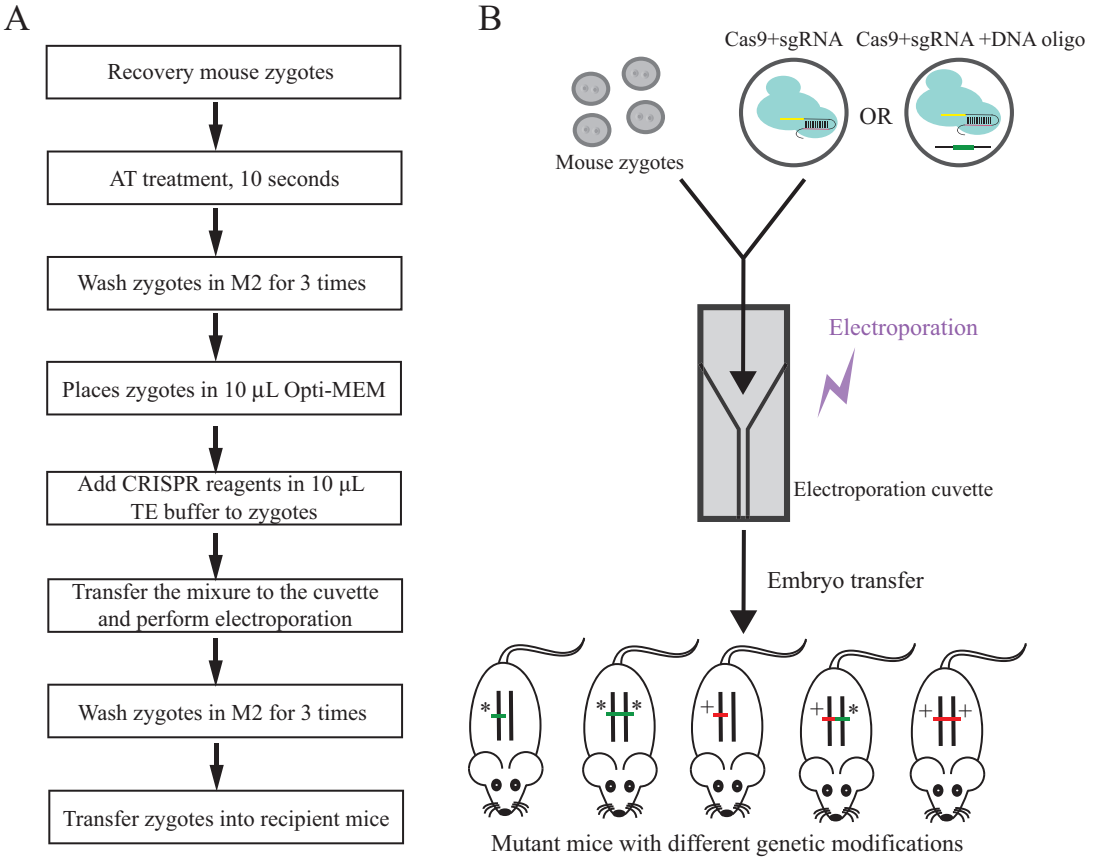 A
Recovery mouse zygotes
AT treatment, 10 seconds
Wash zygotes in M2 for 3 times
Places zygotes in 10 µL Opti-MEM
Add CRISPR reagents in 10 µL
TE buffer to zygotes
Transfer the mixure to the cuvette
and perform electroporation
Wash zygotes in M2 for 3 times
Transfer zygotes into recipient mice
B
Cas9+sgRNA
Cas9+sgRNA +DNA oligo
OR
Mouse zygotes
Electroporation
Electroporation cuvette
Embryo transfer
*
* *
+
+ *
+ +
Mutant mice with different genetic modifications